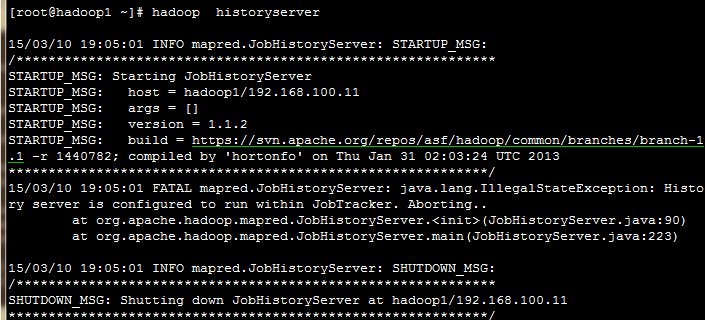 [root@hadoop1 ~]# hadoop  historyserver
15/03/10 19:05:01 INFO mapred.JobHistoryServer: STARTUP_MSG:
/************************************************************
STARTUP_MSG: Starting JobHistoryServer
STARTUP_MSG:   host = hadoop1/192.168.100.11
STARTUP_MSG:   args = []
STARTUP_MSG:   version = 1.1.2
STARTUP_MSG:   build = https://svn.apache.org/repos/asf/hadoop/common/branches/branch-1
.1 -r 1440782; compiled by 'hortonfo' on Thu Jan 31 02:03:24 UTC 2013
************************************************************/
15/03/10 19:05:01 FATAL mapred.JobHistoryServer: java.lang.IllegalStateException: Histo
ry server is configured to run within JobTracker. Aborting..
        at org.apache.hadoop.mapred.JobHistoryServer.<init>(JobHistoryServer.java:90)
        at org.apache.hadoop.mapred.JobHistoryServer.main(JobHistoryServer.java:223)
15/03/10 19:05:01 INFO mapred.JobHistoryServer: SHUTDOWN_MSG:
/************************************************************
SHUTDOWN_MSG: Shutting down JobHistoryServer at hadoop1/192.168.100.11
************************************************************/